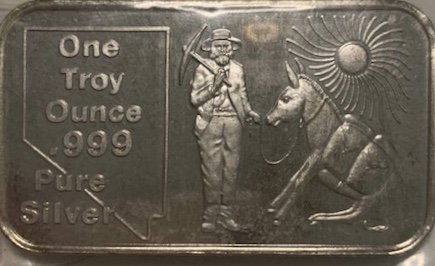 One
Troy
Ounce
.999
Pure
Silver